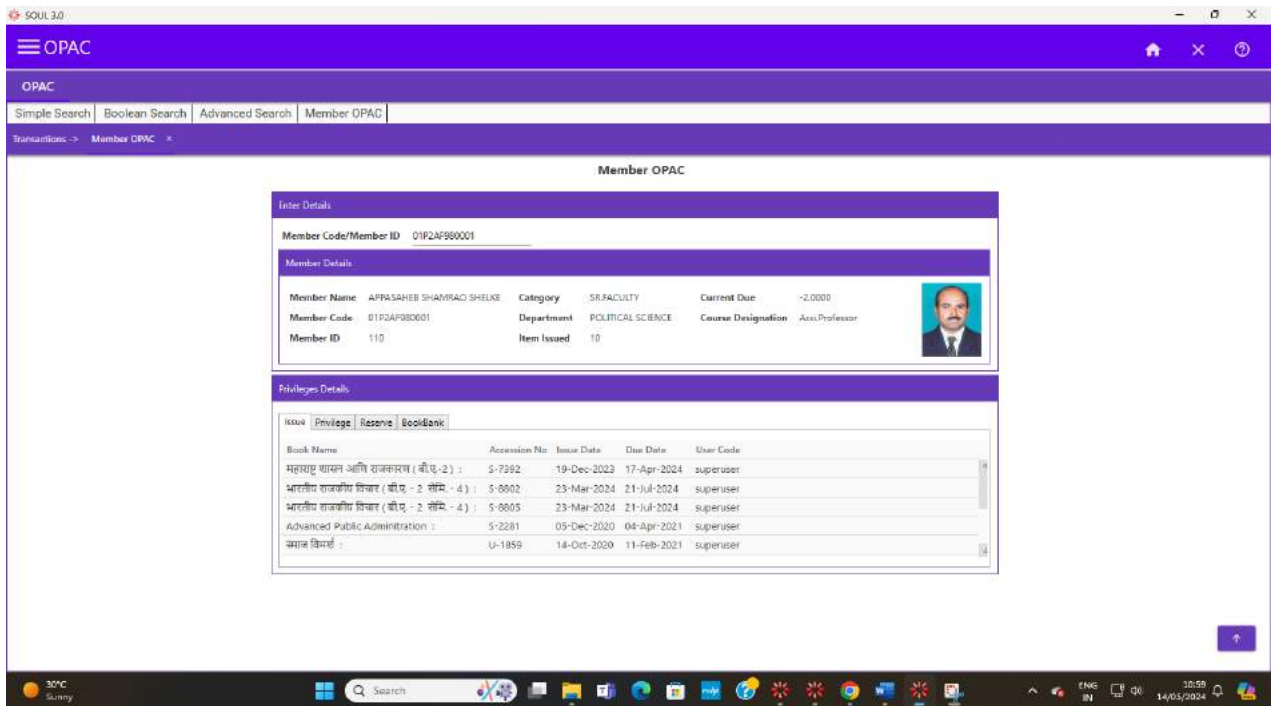 SOUL 3.0
OPAC
OPAC
Simple Search Boolean Search Advanced Search Member OPAC
Transactions -> Member OPAC ×
Member OPAC
Enter Details
Member Code/Member ID 01P2AF980001
Member Details
Member Name APPASAHEB SHAMRAO SHELKE Category SR.FACULTY Current Due -2.0000
Member Code 01P2AF980001 Department POLITICAL SCIENCE Course Designation Assi.Professor
Member ID 110 Item Issued 10
Privileges Details
Issue Privilege Reserve BookBank
Book Name Accession No Issue Date Due Date User Code
महाराष्ट्र शासन आणि राजकारण ( बी.ए.-2 ) : S-7392 19-Dec-2023 17-Apr-2024 superuser
भारतीय राजकीय विचार ( बी.ए. - 2 सेमि. - 4 ) : S-8802 23-Mar-2024 21-Jul-2024 superuser
भारतीय राजकीय विचार ( बी.ए. - 2 सेमि. - 4 ) : S-8805 23-Mar-2024 21-Jul-2024 superuser
Advanced Public Adminitration : S-2281 05-Dec-2020 04-Apr-2021 superuser
समाज विमर्श : U-1859 14-Oct-2020 11-Feb-2021 superuser
30°C
Sunny
Search
ENG
IN
10:59
14/05/2024